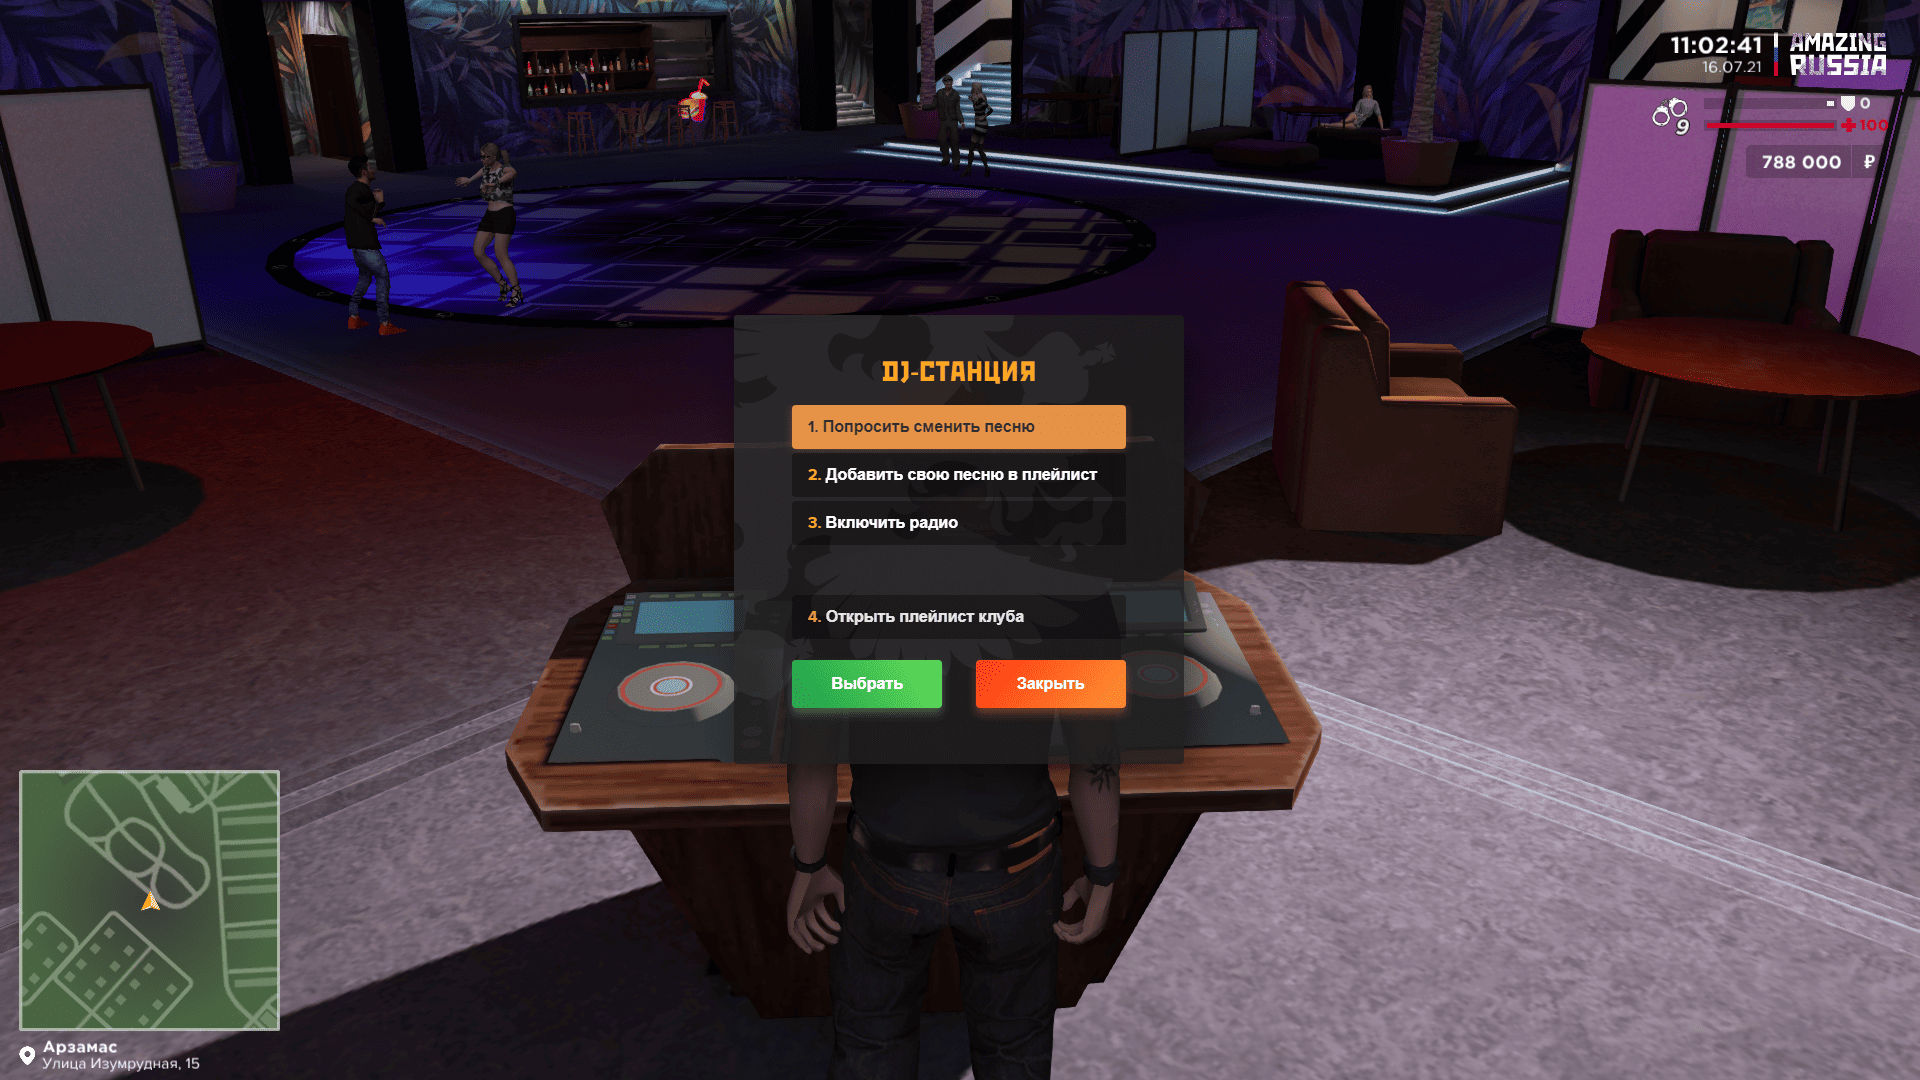 11:02:41
16.07.21
AMAZING
RUSSIA
0
9
100
788 000 ₽
DJ-СТАНЦИЯ
1. Попросить сменить песню
2. Добавить свою песню в плейлист
3. Включить радио
4. Открыть плейлист клуба
Выбрать
Закрыть
Арзамас
Улица Изумрудная, 15